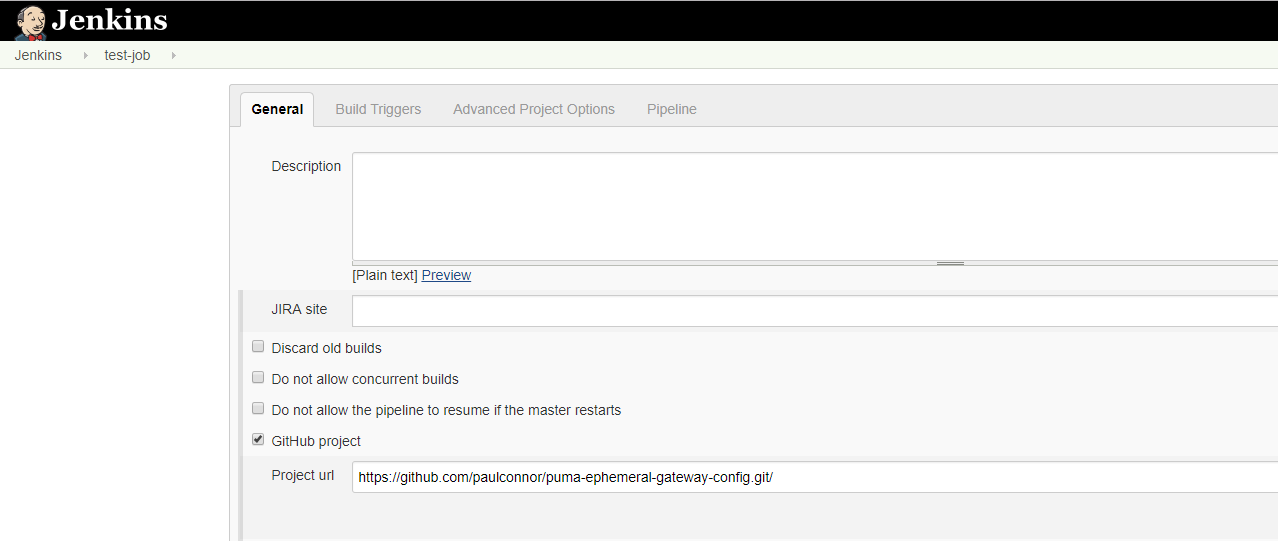 Jenkins
Jenkins test-job
General Build Triggers Advanced Project Options Pipeline
Description
[Plain text] Preview
JIRA site
Discard old builds
Do not allow concurrent builds
Do not allow the pipeline to resume if the master restarts
GitHub project
Project url https://github.com/paulconnor/puma-ephemeral-gateway-config.git/